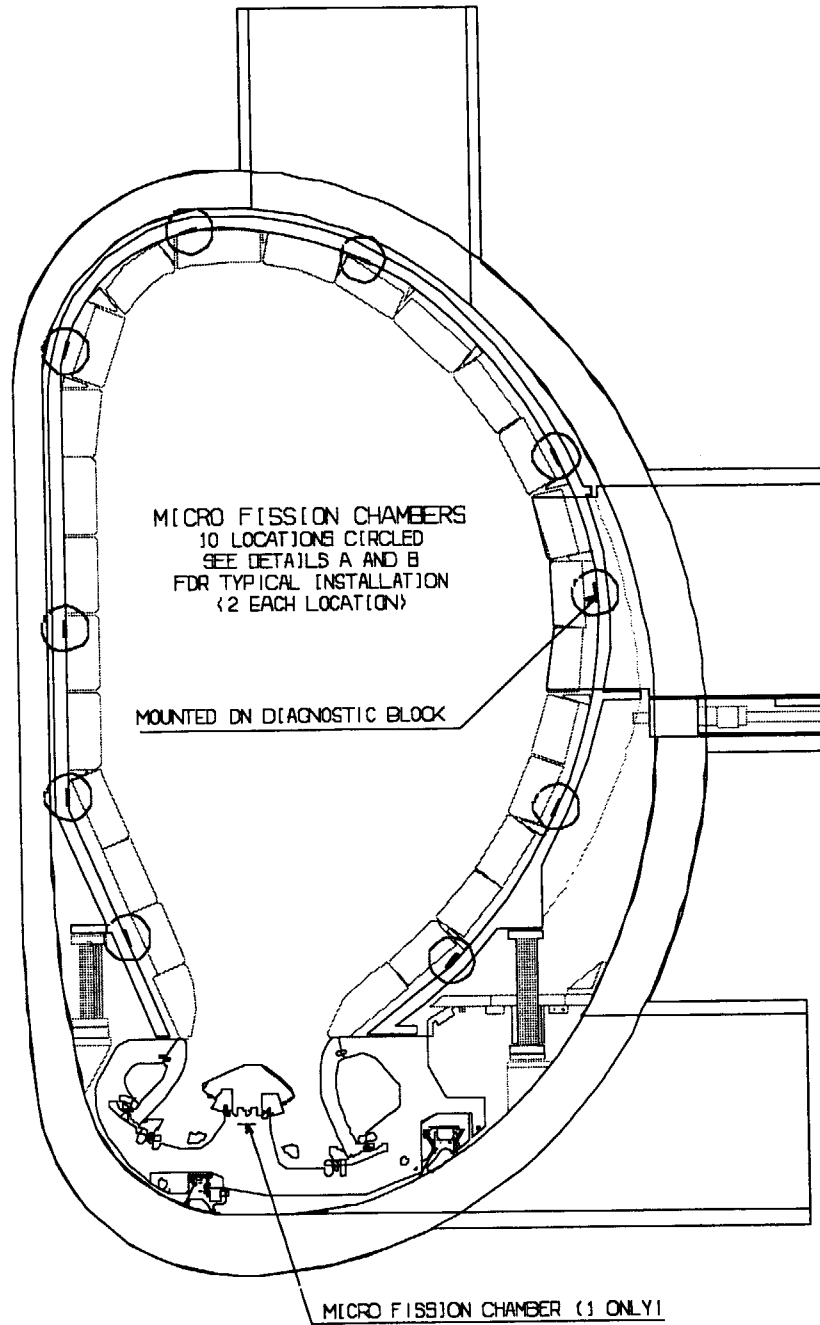 MICRO FISSION CHAMBERS
10 LOCATIONS CIRCLED
SEE DETAILS A AND B
FOR TYPICAL INSTALLATION
(2 EACH LOCATION)
MOUNTED ON DIAGNOSTIC BLOCK
MICRO FISSION CHAMBER (1 ONLY)